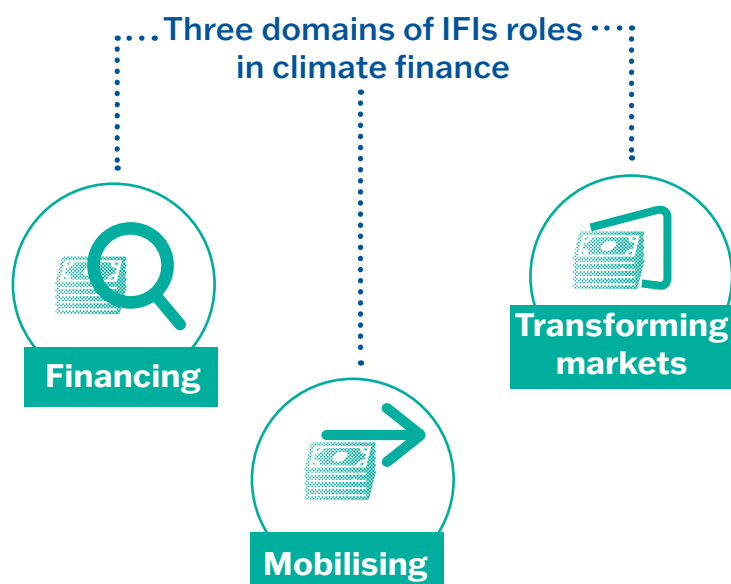 Three domains of IFIs roles
in climate finance
Financing
Transforming
markets
Mobilising